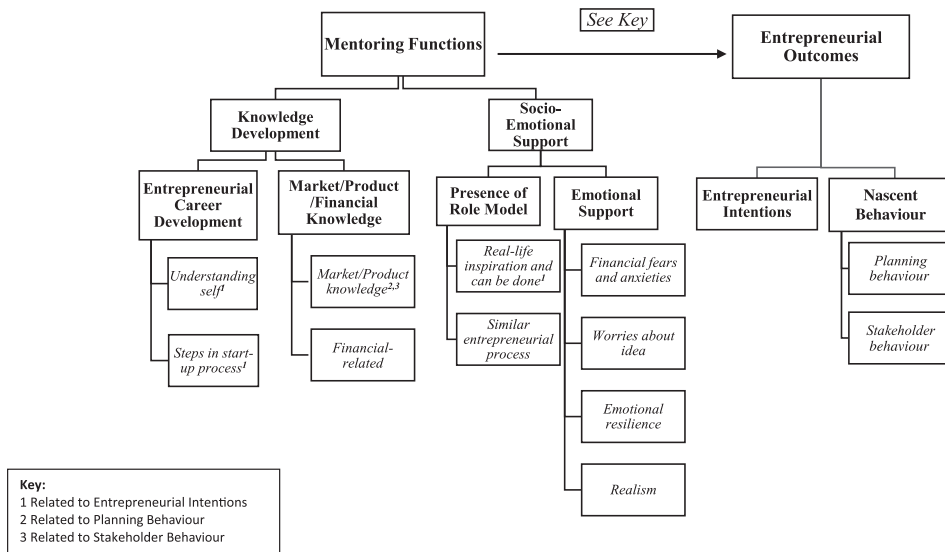 See Key
Mentoring Functions
Entrepreneurial
Outcomes
Knowledge
Development
Socio-
Emotional
Support
Entrepreneurial
Career
Development
Market/Product
/Financial
Knowledge
Presence of
Role Model
Emotional
Support
Entrepreneurial
Intentions
Nascent
Behaviour
Understanding
self¹
Market/Product
knowledge²,³
Real-life
inspiration and
can be done¹
Financial fears
and anxieties
Planning
behaviour
Steps in start-
up process¹
Financial-
related
Similar
entrepreneurial
process
Worries about
idea
Stakeholder
behaviour
Emotional
resilience
Realism
Key:
1 Related to Entrepreneurial Intentions
2 Related to Planning Behaviour
3 Related to Stakeholder Behaviour